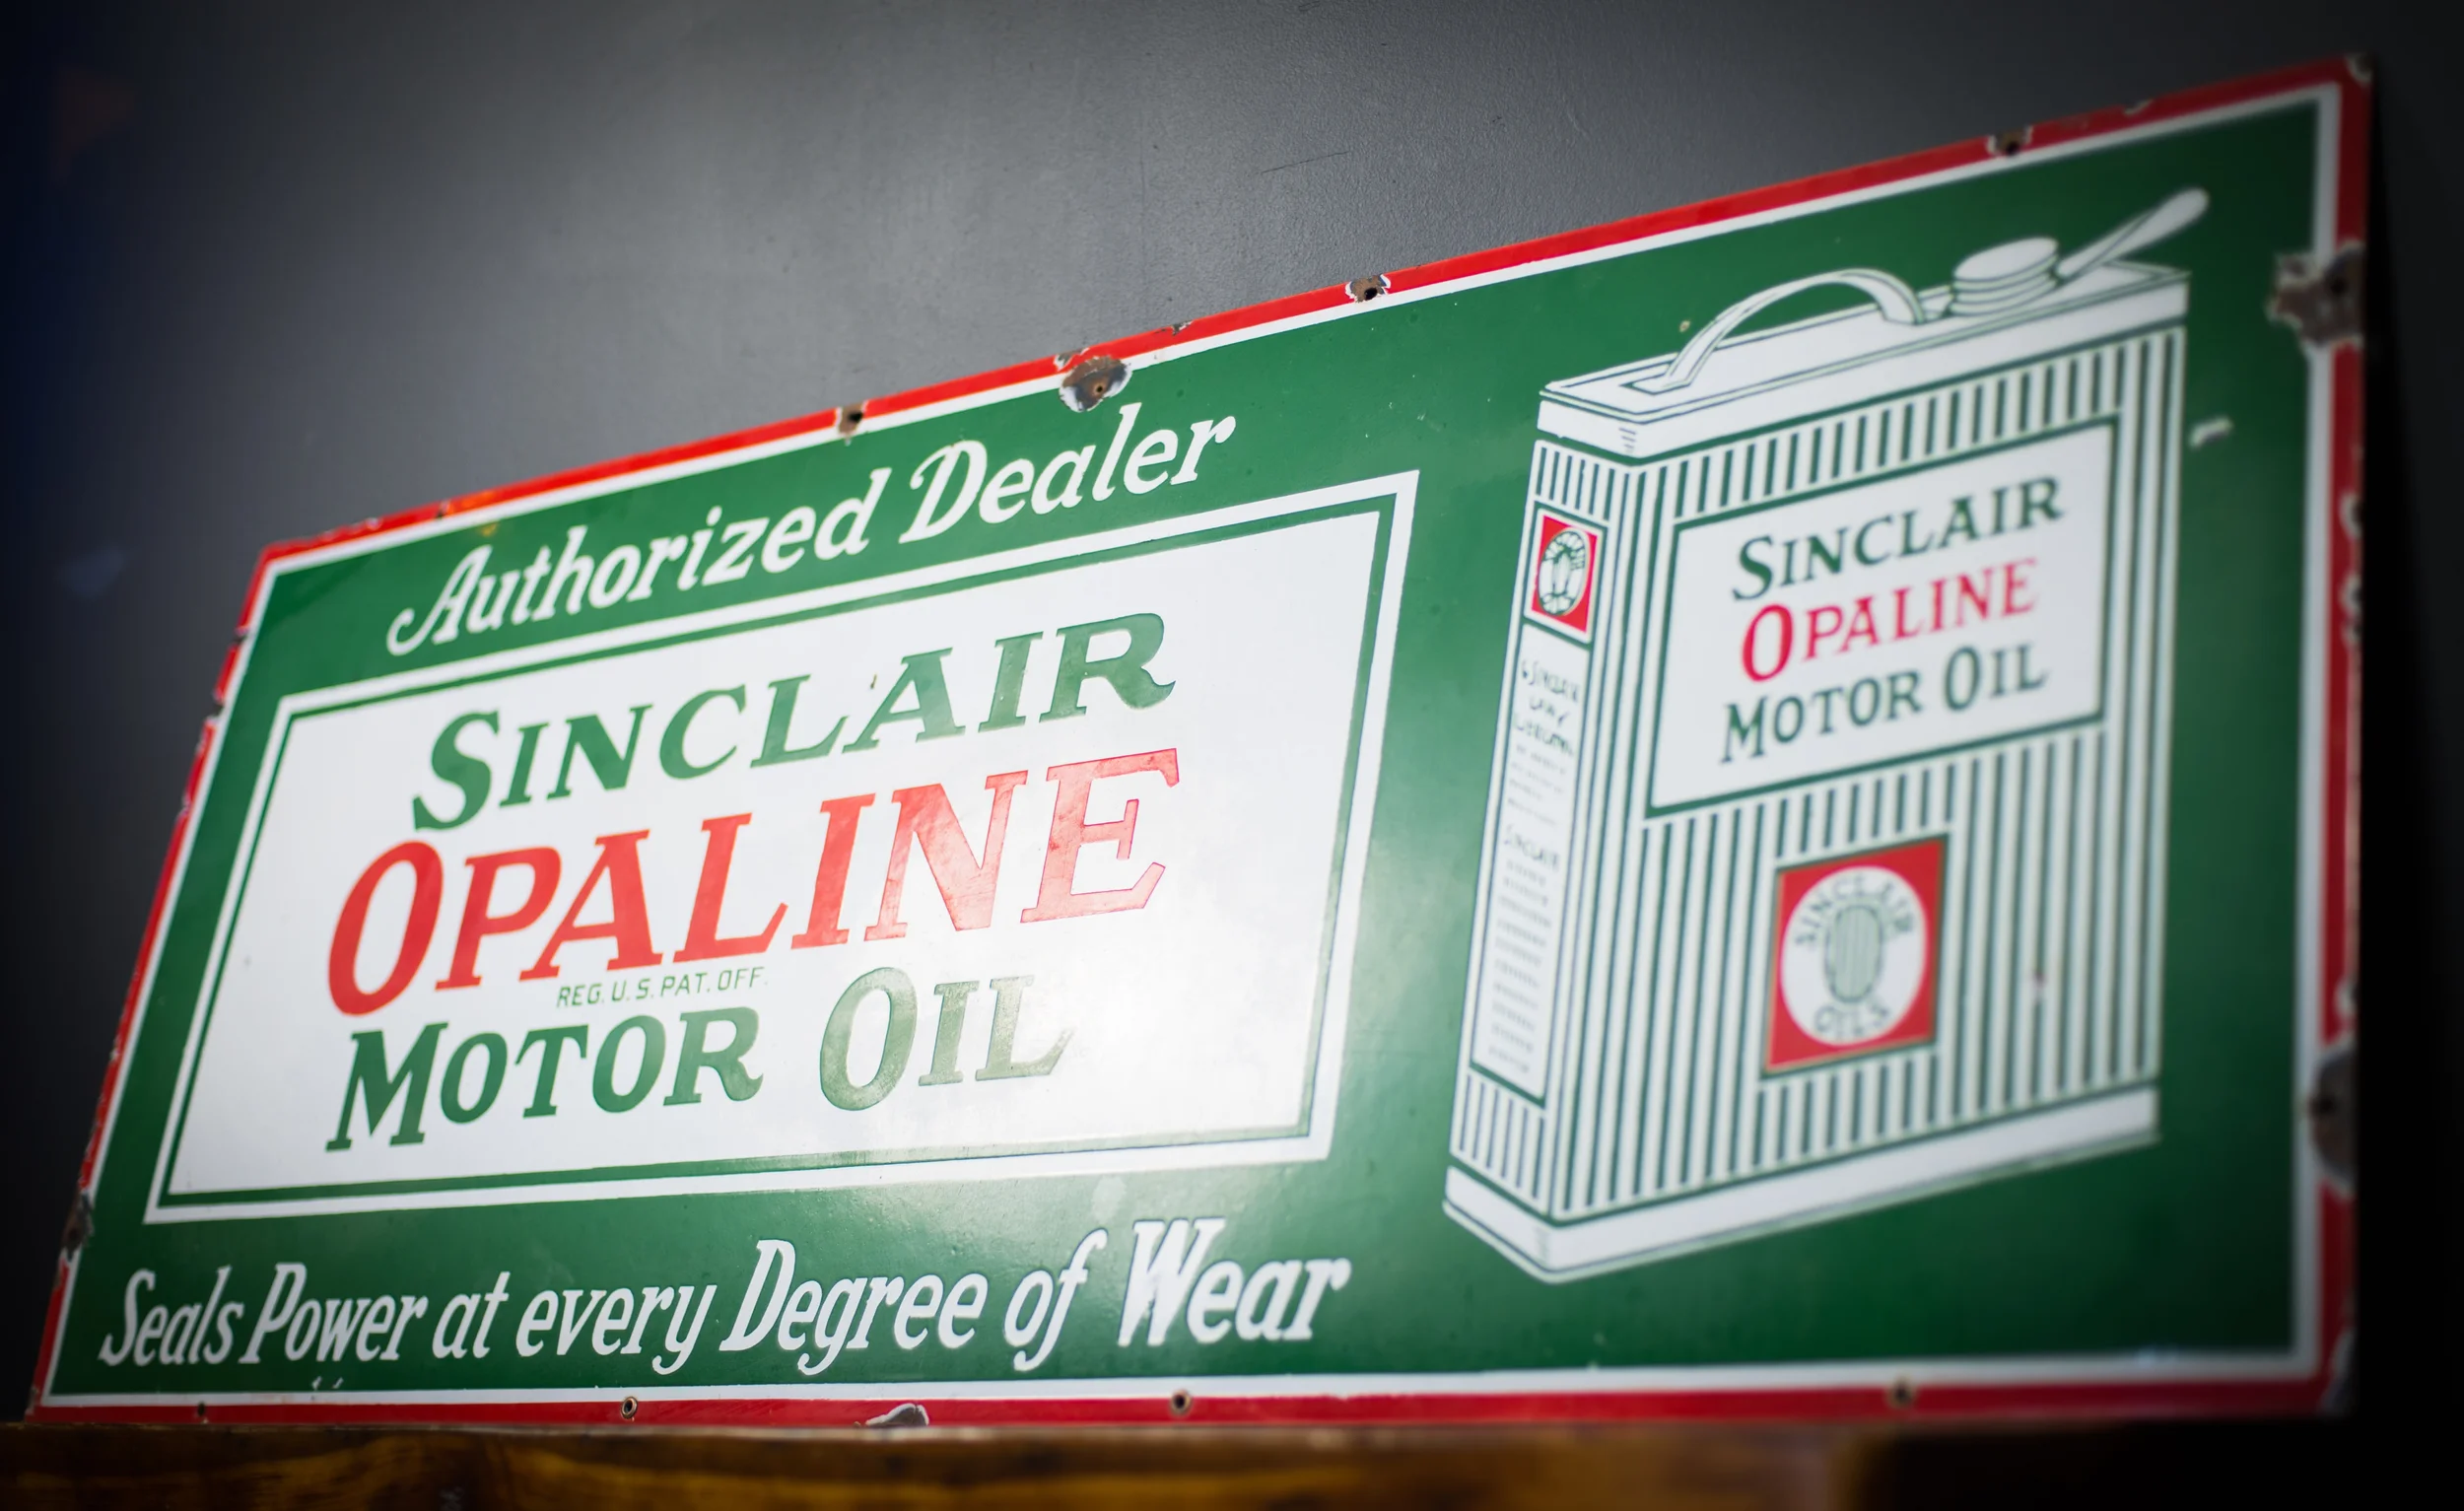 Authorized Dealer
SINCLAIR
OPALINE
REG. U.S. PAT. OFF.
MOTOR OIL
Seals Power at every Degree of Wear
SINCLAIR
OPALINE
MOTOR OIL
SINCLAIR
OILS
SINCLAIR